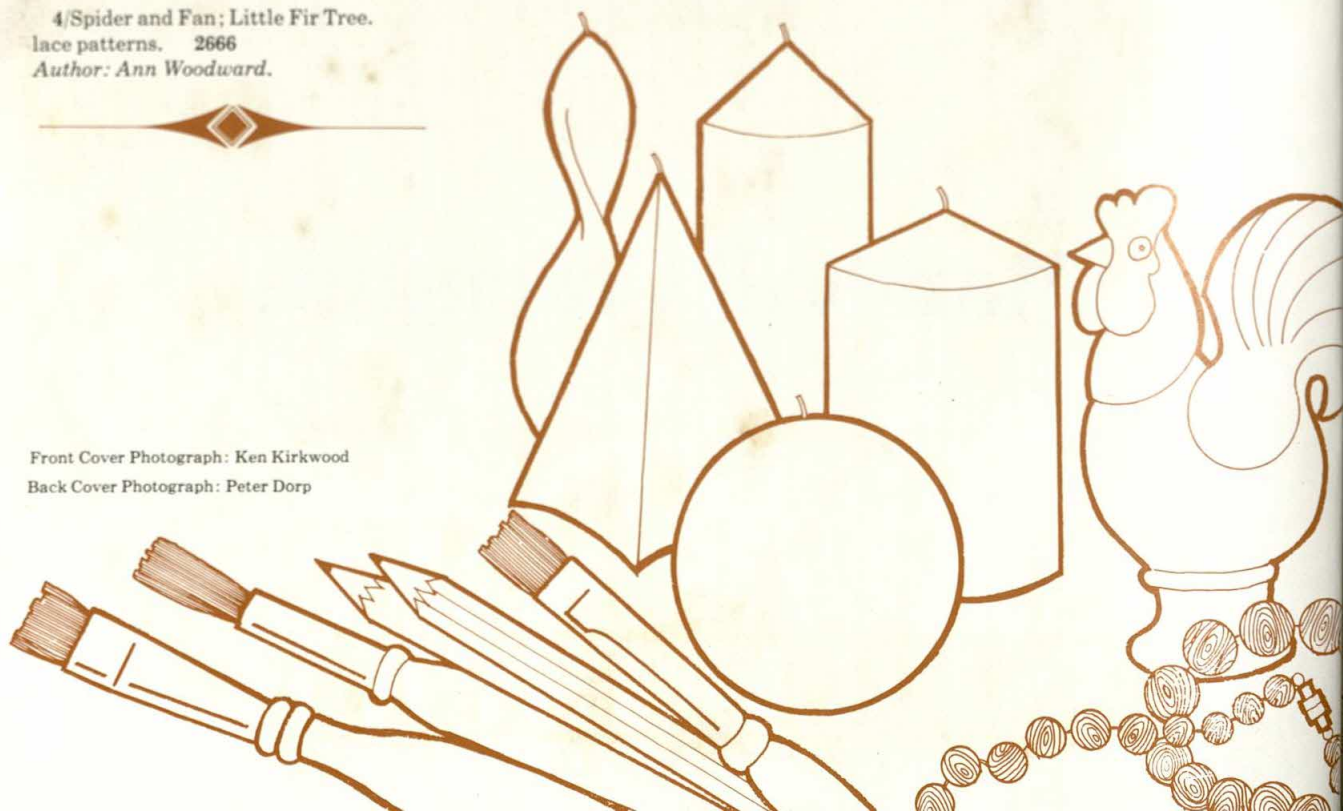 4/Spider and Fan; Little Fir Tree.
lace patterns. 2666
Author: Ann Woodward.
Front Cover Photograph: Ken Kirkwood
Back Cover Photograph: Peter Dorp